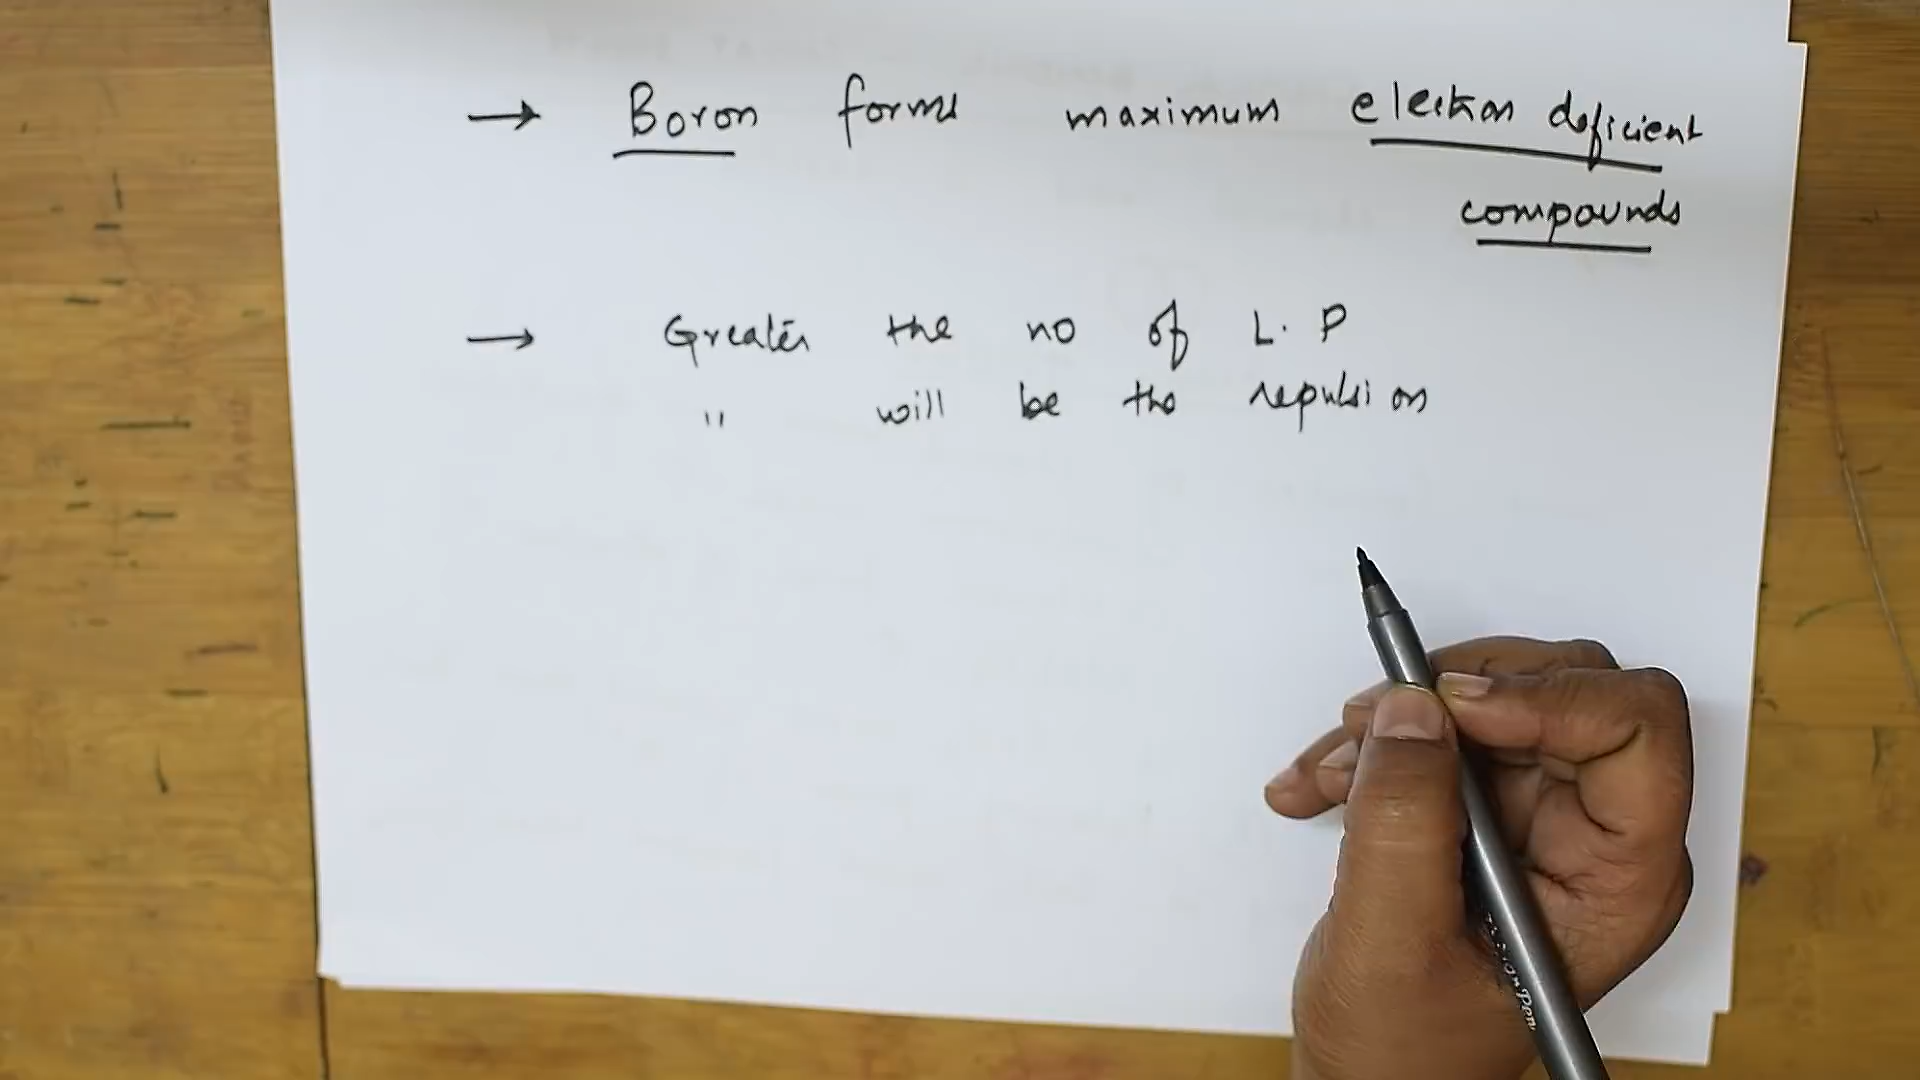 → Boron forms maximum electron deficient
compounds
→ Greater the no of L.P
" will be the repulsion